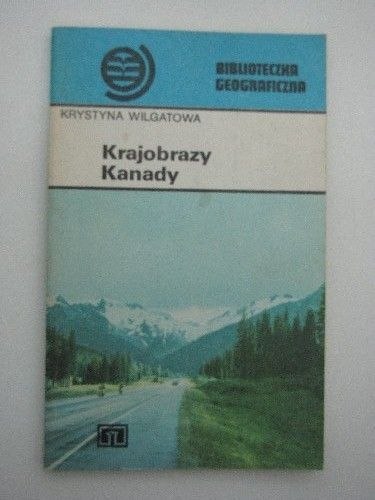 BIBLIOTECZKA
GEOGRAFICZNA
KRYSTYNA WILGATOWA
Krajobrazy
Kanady